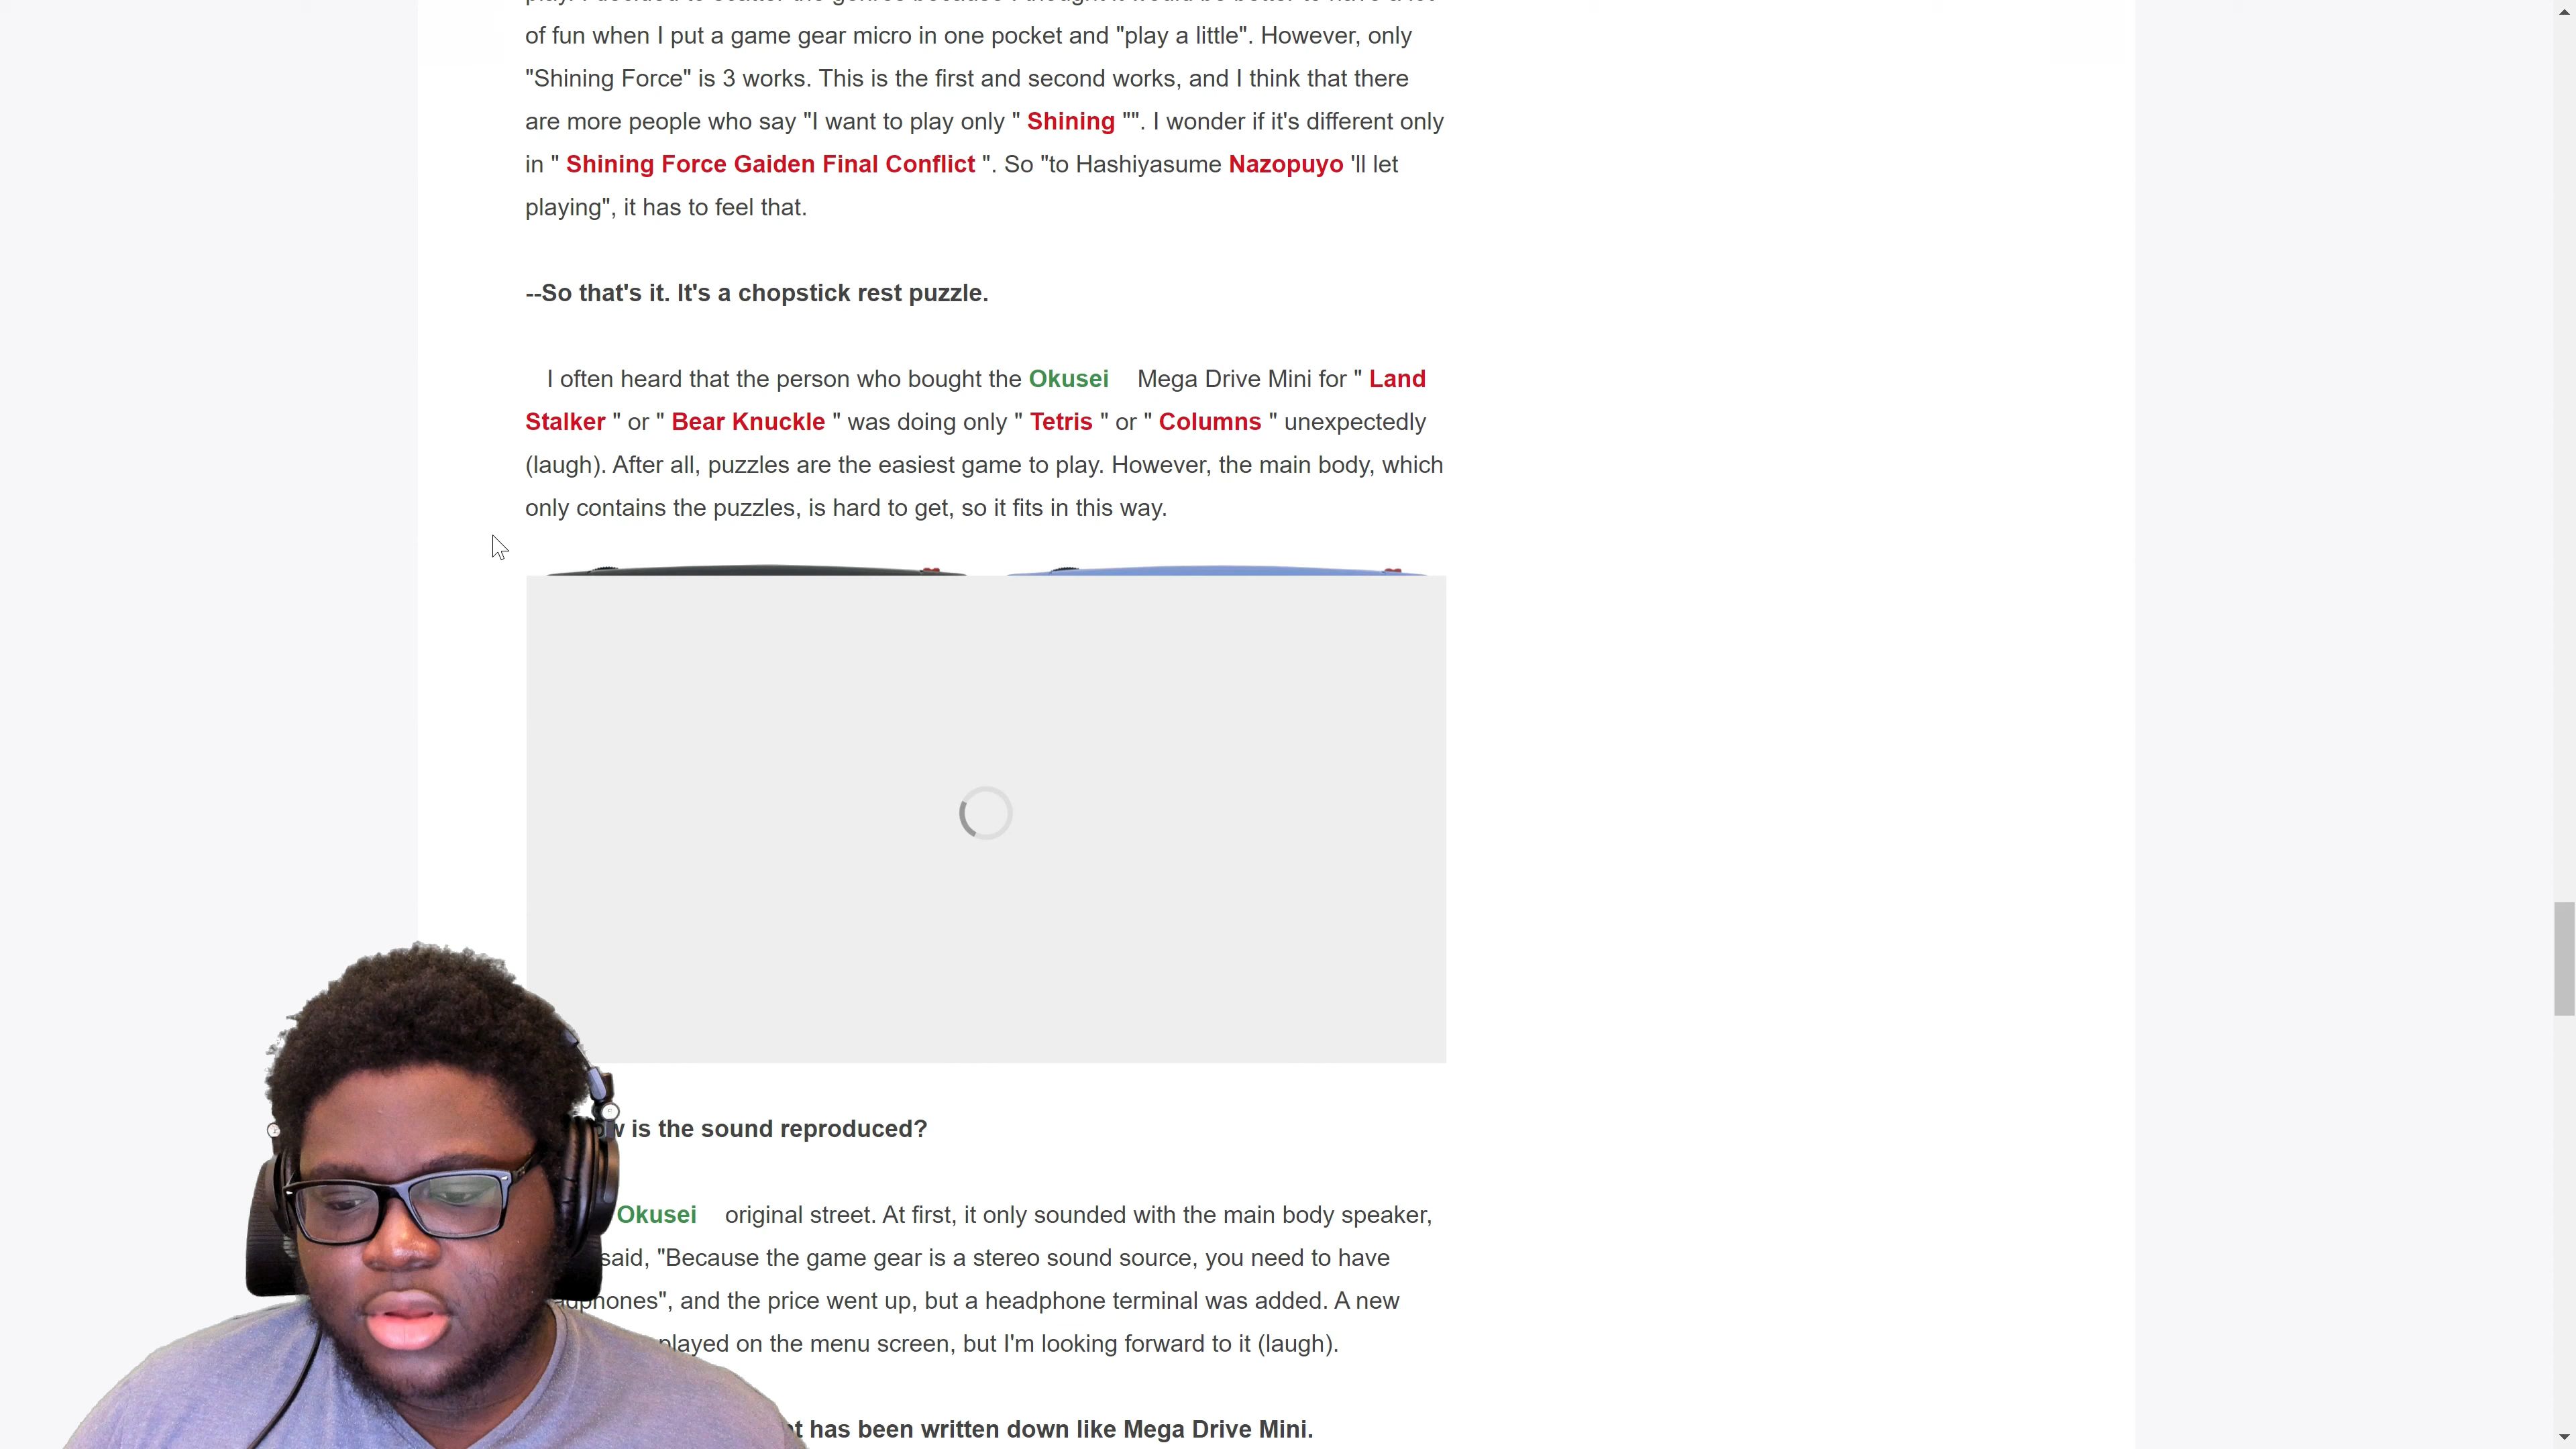 of fun when I put a game gear micro in one pocket and "play a little". However, only
"Shining Force" is 3 works. This is the first and second works, and I think that there
are more people who say "I want to play only " Shining "". I wonder if it's different only
in " Shining Force Gaiden Final Conflict ". So "to Hashiyasume Nazopuyo 'll let
playing", it has to feel that.
--So that's it. It's a chopstick rest puzzle.
I often heard that the person who bought the Okusei Mega Drive Mini for " Land
Stalker " or " Bear Knuckle " was doing only " Tetris " or " Columns " unexpectedly
(laugh). After all, puzzles are the easiest game to play. However, the main body, which
only contains the puzzles, is hard to get, so it fits in this way.
is the sound reproduced?
Okusei original street. At first, it only sounded with the main body speaker,
said, "Because the game gear is a stereo sound source, you need to have
and the price went up, but a headphone terminal was added. A new
on the menu screen, but I'm looking forward to it (laugh).
has been written down like Mega Drive Mini.